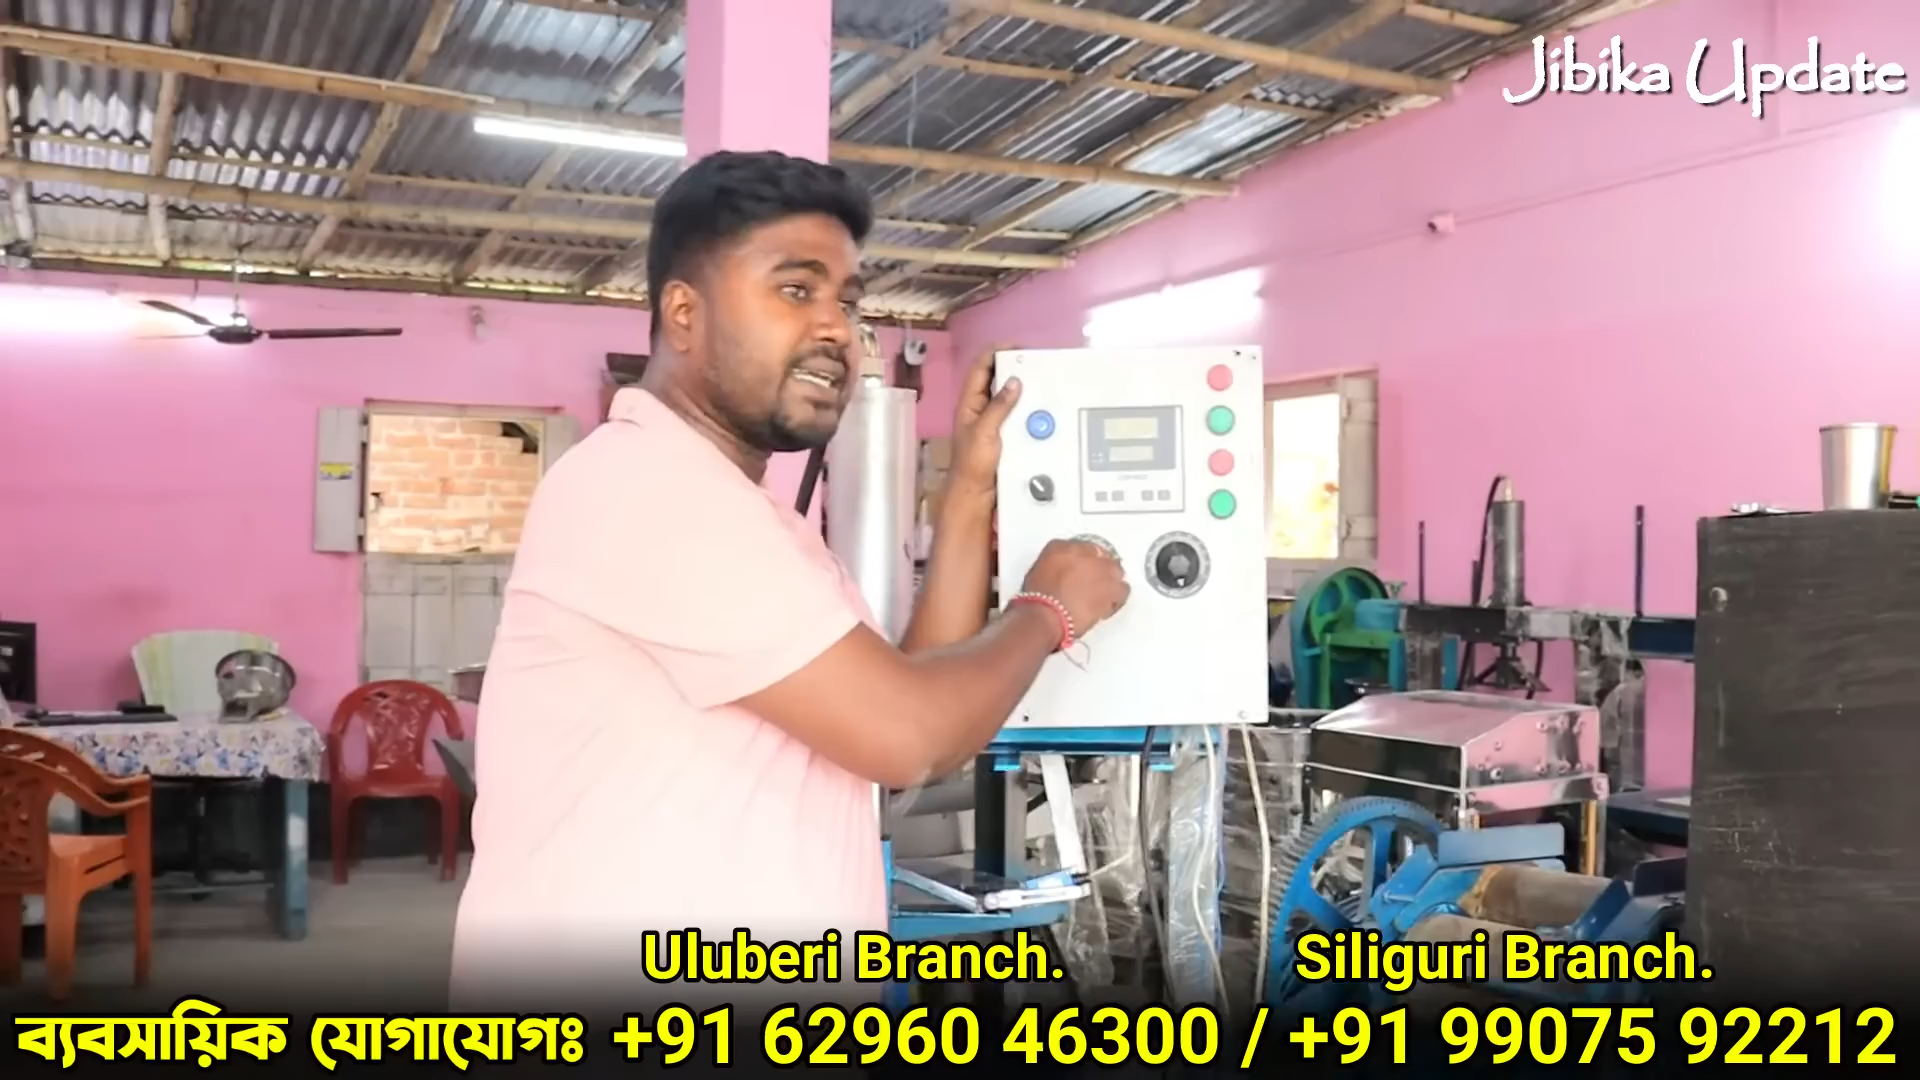 Jibika Update
Uluberi Branch. Siliguri Branch.
ব্যবসায়িক যোগাযোগঃ +91 62960 46300 / +91 99075 92212